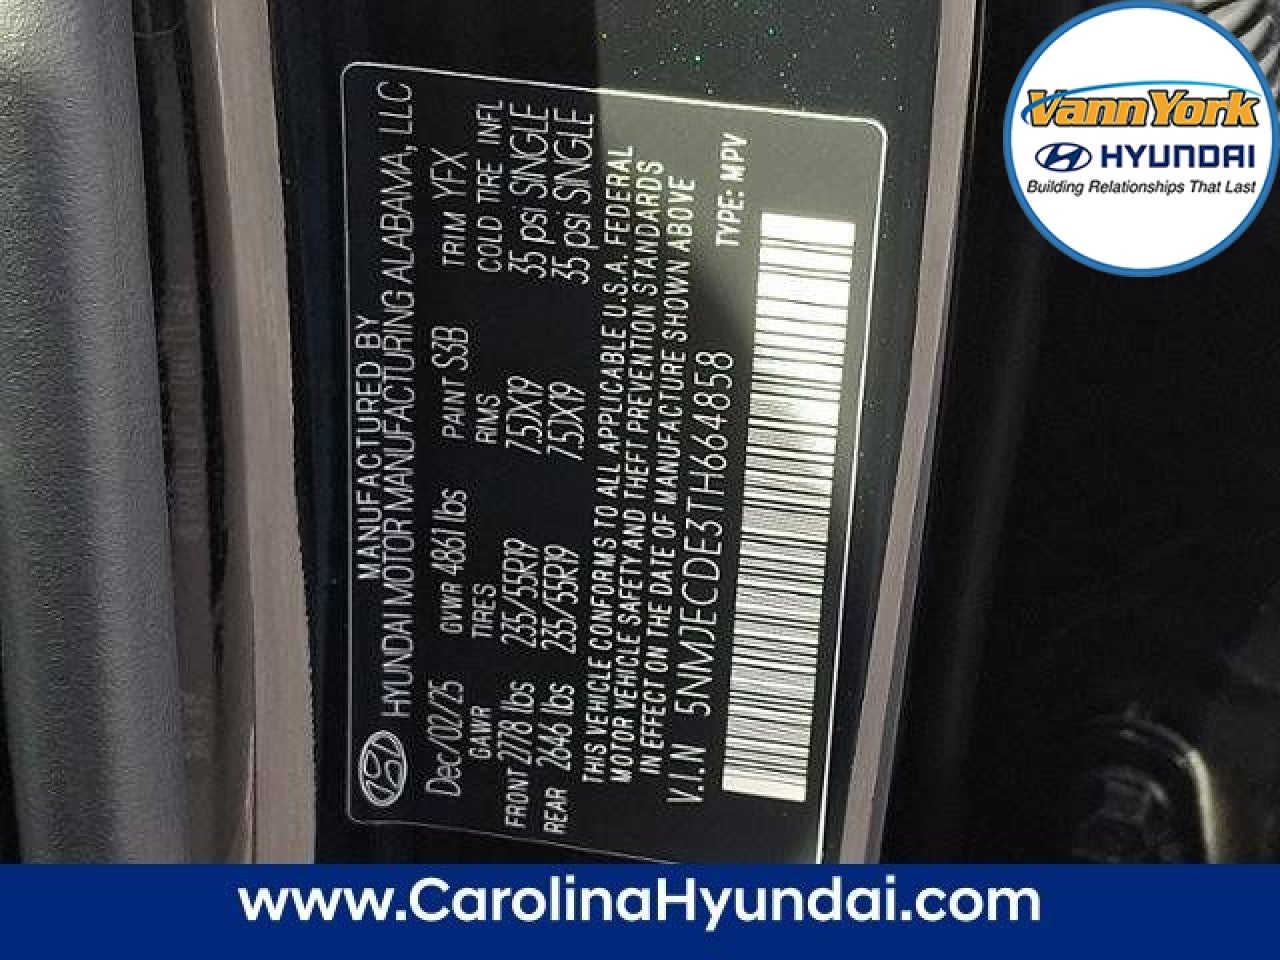 MANUFACTURED BY
HYUNDAI MOTOR MANUFACTURING ALABAMA, LLC
Dec/02/25 GVWR 4861 lbs PAINT S3B TRIM YFX
GAWR TIRES RIMS COLD TIRE INFL
FRONT 2778 lbs 235/55R19 7.5JX19 35 psi SINGLE
REAR 2646 lbs 235/55R19 7.5JX19 35 psi SINGLE
THIS VEHICLE CONFORMS TO ALL APPLICABLE U.S.A. FEDERAL
MOTOR VEHICLE SAFETY AND THEFT PREVENTION STANDARDS
IN EFFECT ON THE DATE OF MANUFACTURE SHOWN ABOVE
V.I.N 5NMJECDE3TH664858 TYPE: MPV
VannYork
HYUNDAI
Building Relationships That Last
www.CarolinaHyundai.com